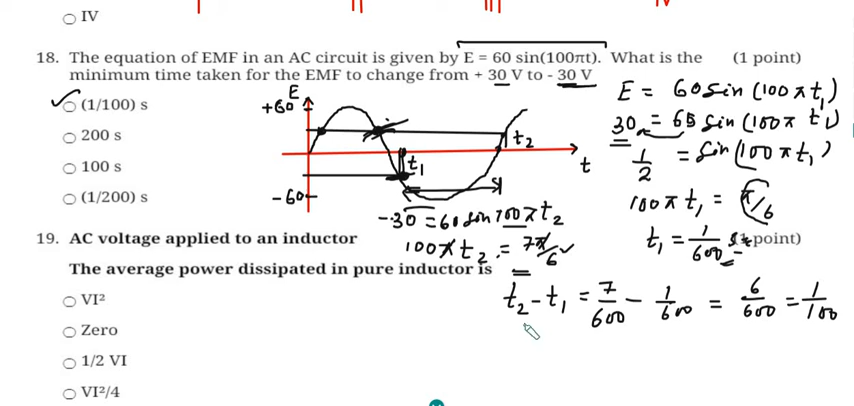 IV
18. The equation of EMF in an AC circuit is given by E = 60 sin(100πt). What is the (1 point)
minimum time taken for the EMF to change from + 30 V to - 30 V
(1/100) s
200 s
100 s
(1/200) s
E
+60
-60
t
t₁
t₂
E = 60 sin(100πt₁)
30 = 60 sin(100π t₁)
1/2 = sin(100πt₁)
100πt₁ = π/6
t₁ = 1/600 s
-30 = 60 sin 100πt₂
100πt₂ = 7π/6
19. AC voltage applied to an inductor (1 point)
The average power dissipated in pure inductor is
t₂ - t₁ = 7/600 - 1/600 = 6/600 = 1/100
VI²
Zero
1/2 VI
VI²/4